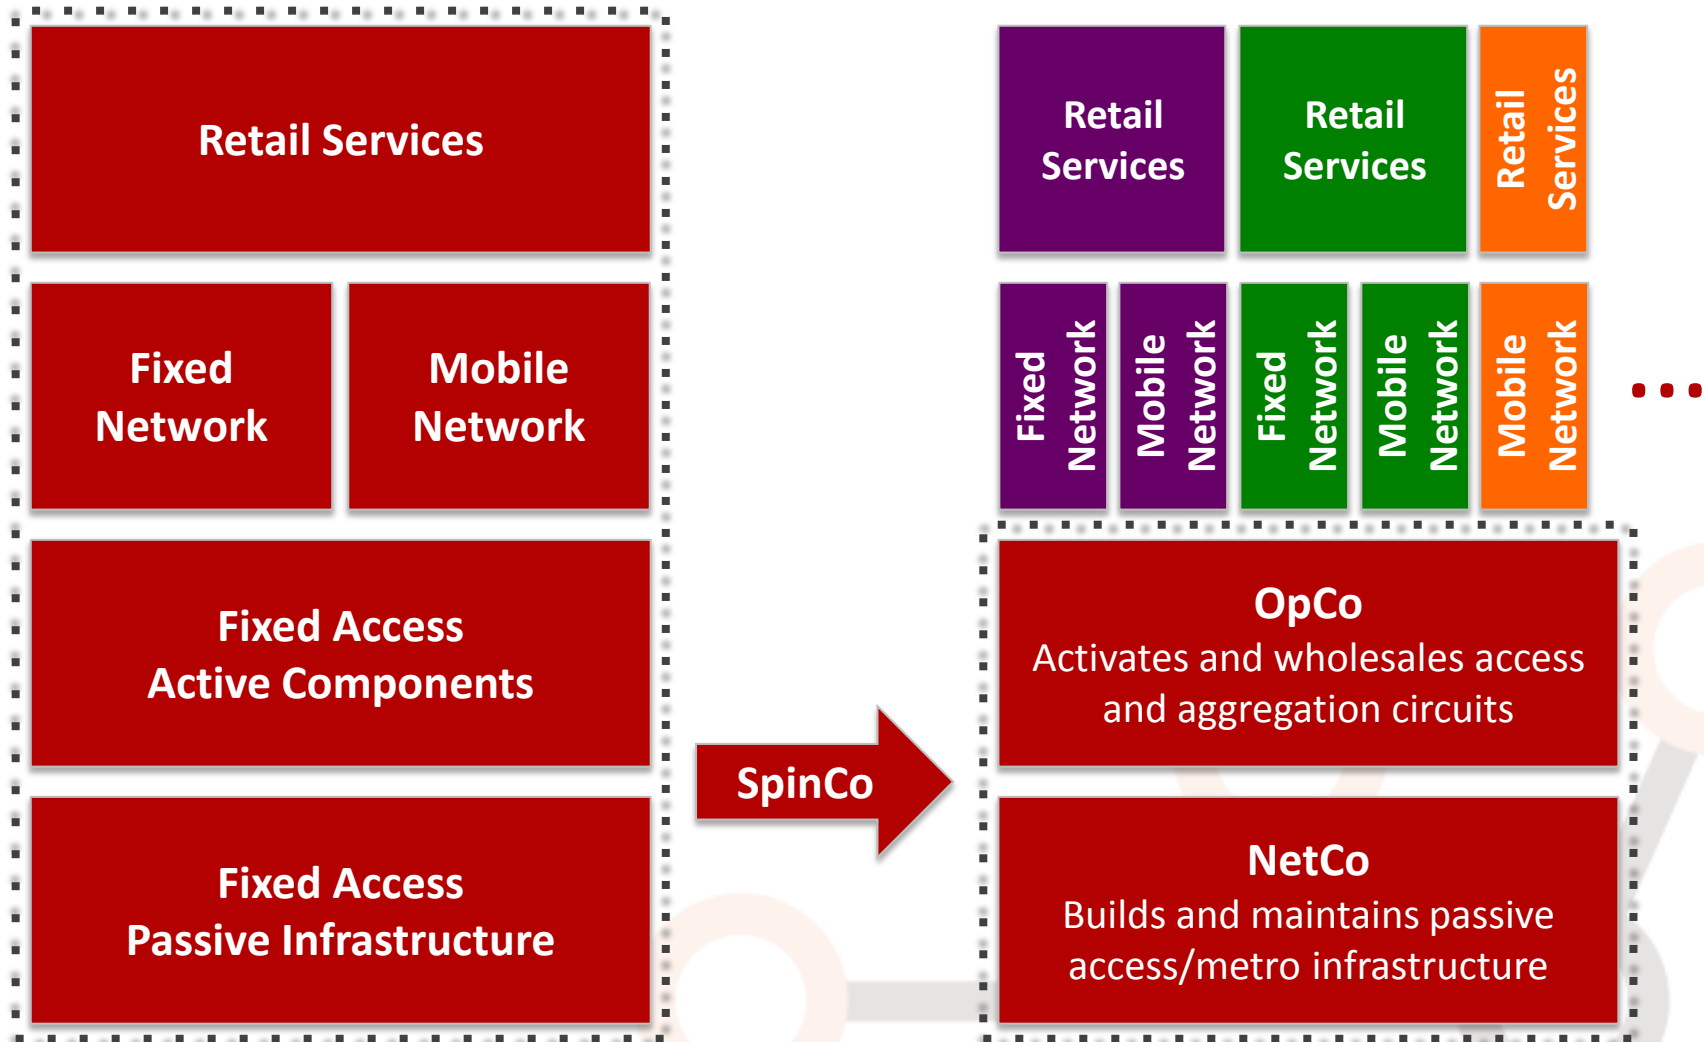 Retail Services
Fixed
Network
Mobile
Network
Fixed Access
Active Components
Fixed Access
Passive Infrastructure
SpinCo
Retail
Services
Retail
Services
Retail
Services
Fixed
Network
Mobile
Network
Fixed
Network
Mobile
Network
Mobile
Network
...
OpCo
Activates and wholesales access
and aggregation circuits
NetCo
Builds and maintains passive
access/metro infrastructure